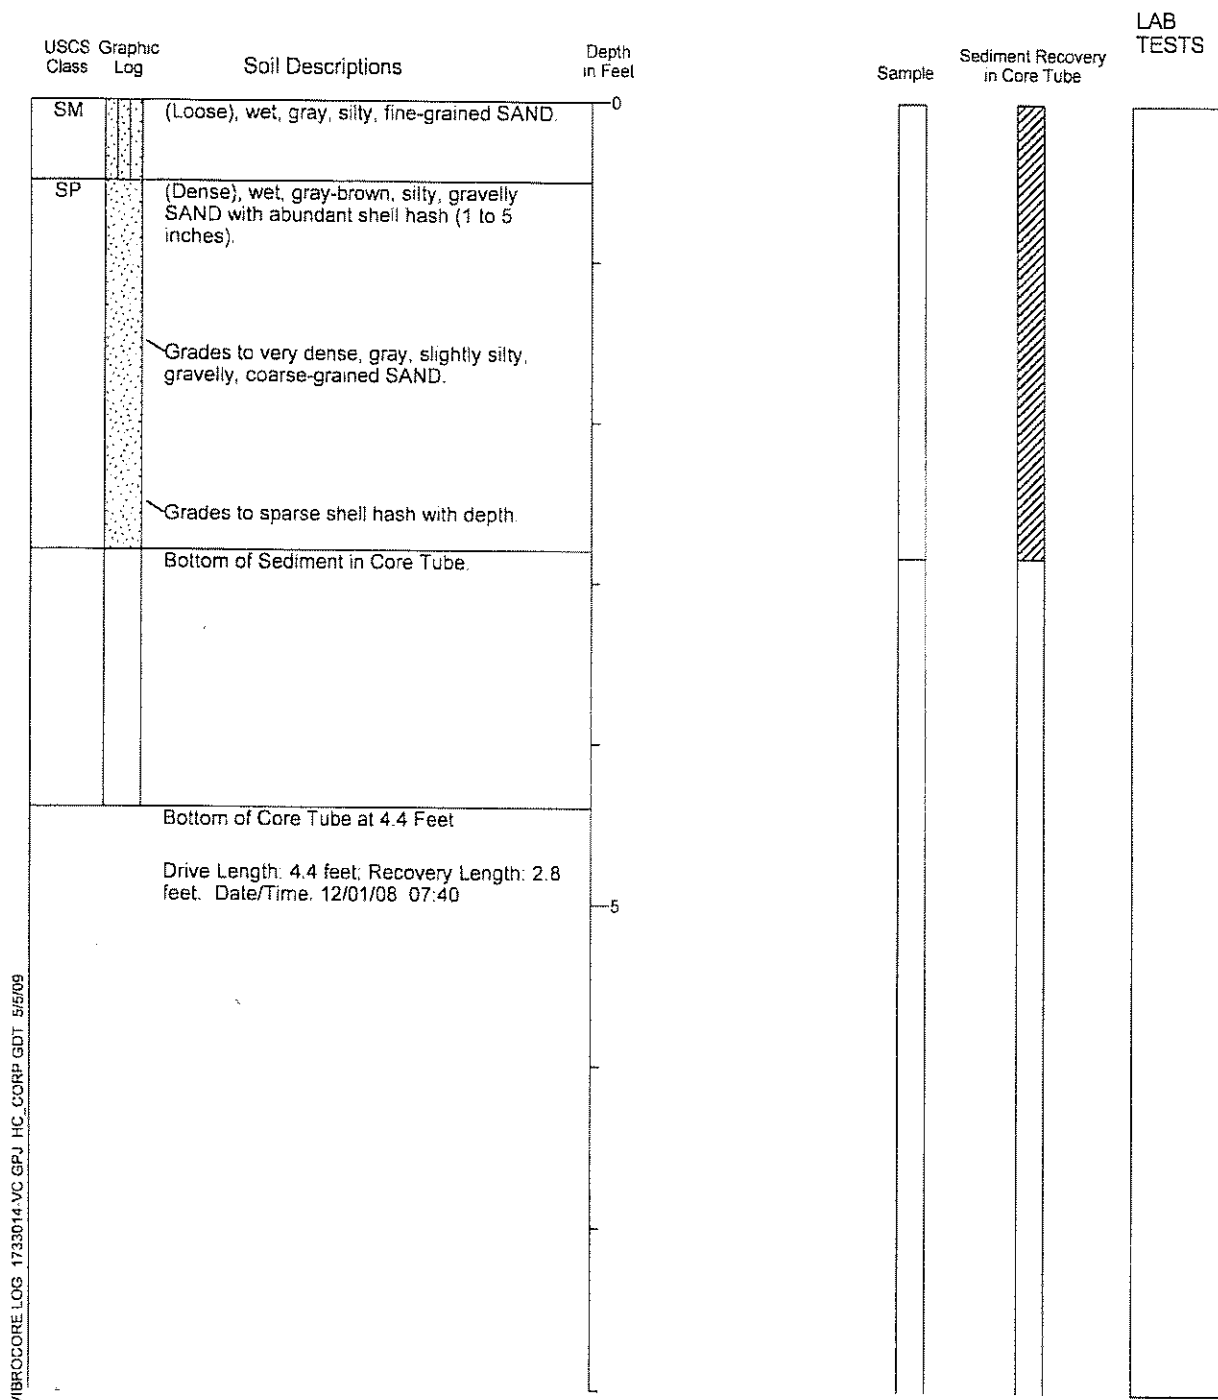 LAB
TESTS
USCS Graphic
Class Log
Soil Descriptions
Depth
in Feet
Sample
Sediment Recovery
in Core Tube
SM
(Loose), wet, gray, silty, fine-grained SAND.
0
SP
(Dense), wet, gray-brown, silty, gravelly
SAND with abundant shell hash (1 to 5
inches).
Grades to very dense, gray, slightly silty,
gravelly, coarse-grained SAND.
Grades to sparse shell hash with depth.
Bottom of Sediment in Core Tube.
Bottom of Core Tube at 4.4 Feet
Drive Length: 4.4 feet; Recovery Length: 2.8
feet. Date/Time. 12/01/08 07:40
5
VIBROCORE LOG 1733014-VC GPJ HC_CORP GDT 5/5/09